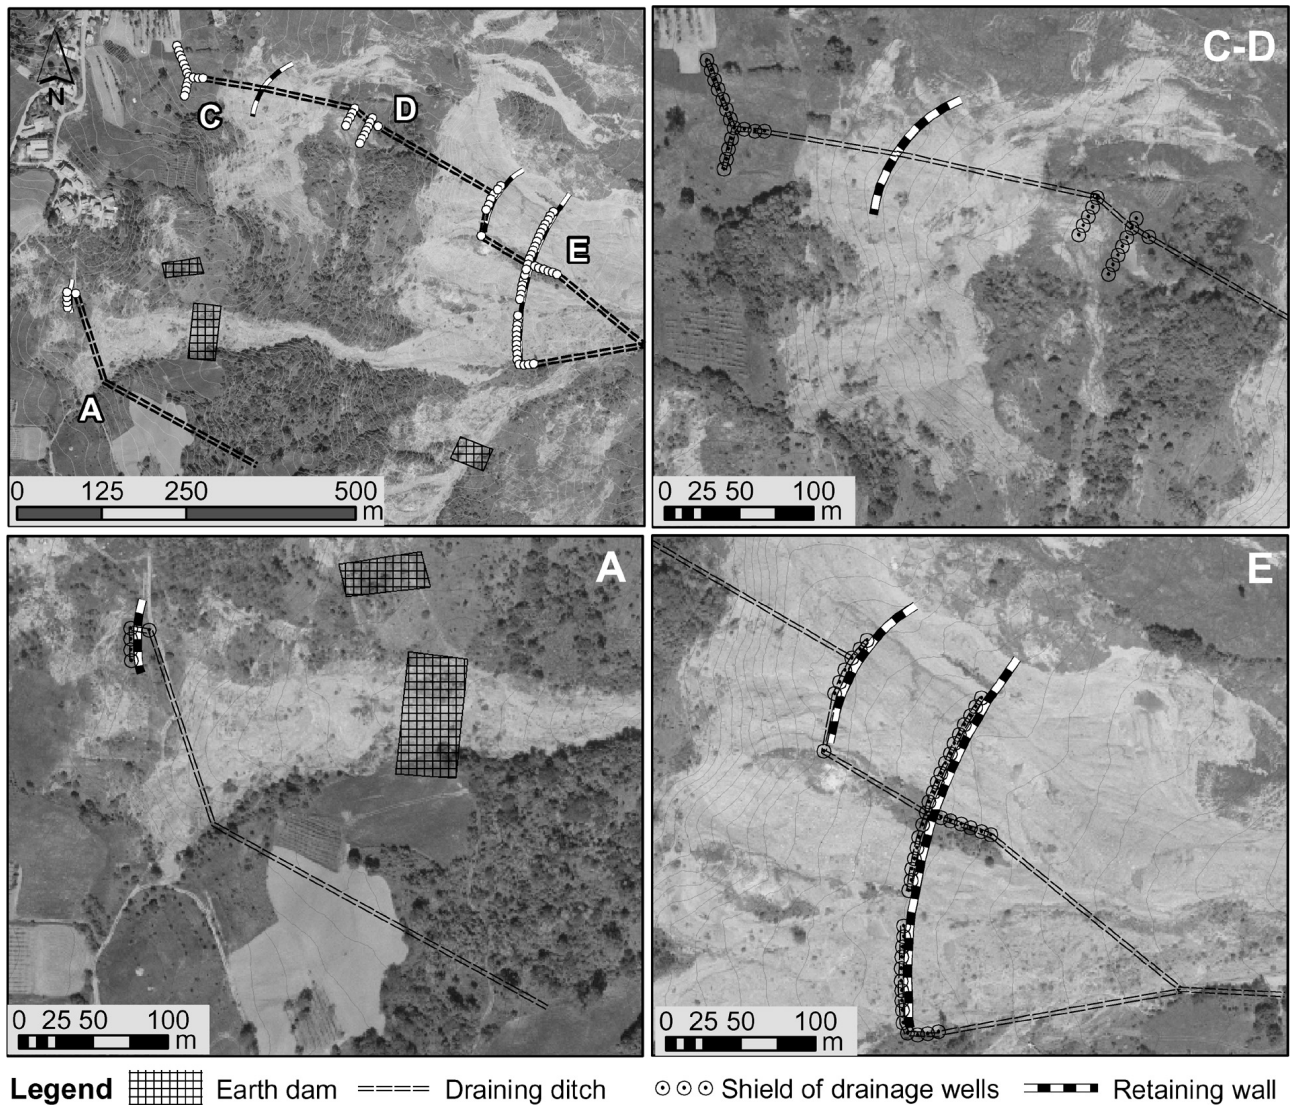 N
C
D
E
A
0 125 250 500
m
C-D
0 25 50 100
m
A
0 25 50 100
m
E
0 25 50 100
m
Legend Earth dam Draining ditch Shield of drainage wells Retaining wall